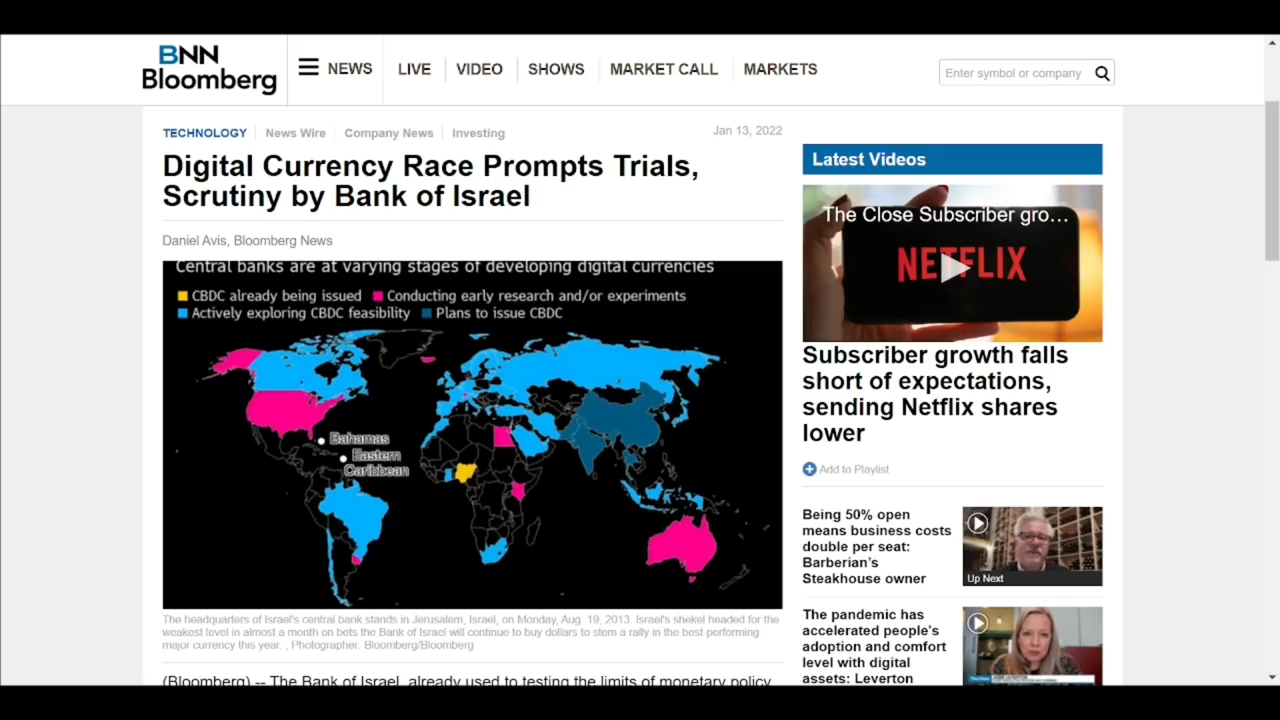 BNN
Bloomberg
NEWS
LIVE
VIDEO
SHOWS
MARKET CALL
MARKETS
Enter symbol or company
TECHNOLOGY
News Wire
Company News
Investing
Jan 13, 2022
Digital Currency Race Prompts Trials,
Scrutiny by Bank of Israel
Daniel Avis, Bloomberg News
Central banks are at varying stages of developing digital currencies
CBDC already being issued
Conducting early research and/or experiments
Actively exploring CBDC feasibility
Plans to issue CBDC
Bahamas
Eastern
Caribbean
The headquarters of Israel's central bank stands in Jerusalem, Israel, on Monday, Aug. 19, 2013. Israel's shekel headed for the
weakest level in almost a month on bets the Bank of Israel will continue to buy dollars to stem a rally in the best-performing
major currency this year. , Photographer: Bloomberg/Bloomberg
(Bloomberg) -- The Bank of Israel, already used to testing the limits of monetary policy,
Latest Videos
The Close Subscriber gro…
NETFLIX
Subscriber growth falls
short of expectations,
sending Netflix shares
lower
Add to Playlist
Being 50% open
means business costs
double per seat:
Barberian's
Steakhouse owner
Up Next
The pandemic has
accelerated people's
adoption and comfort
level with digital
assets: Leverton